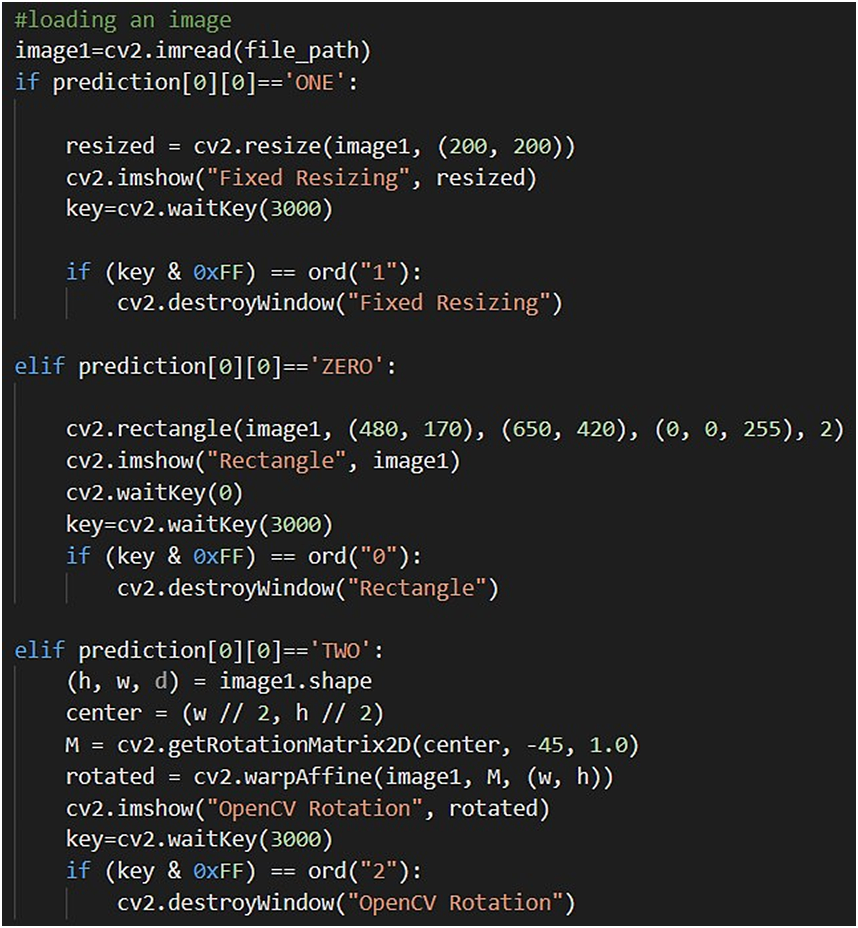 #loading an image
image1=cv2.imread(file_path)
if prediction[0][0]=='ONE':
resized = cv2.resize(image1, (200, 200))
cv2.imshow("Fixed Resizing", resized)
key=cv2.waitKey(3000)
if (key & 0xFF) == ord("1"):
cv2.destroyWindow("Fixed Resizing")
elif prediction[0][0]=='ZERO':
cv2.rectangle(image1, (480, 170), (650, 420), (0, 0, 255), 2)
cv2.imshow("Rectangle", image1)
cv2.waitKey(0)
key=cv2.waitKey(3000)
if (key & 0xFF) == ord("0"):
cv2.destroyWindow("Rectangle")
elif prediction[0][0]=='TWO':
(h, w, d) = image1.shape
center = (w // 2, h // 2)
M = cv2.getRotationMatrix2D(center, -45, 1.0)
rotated = cv2.warpAffine(image1, M, (w, h))
cv2.imshow("OpenCV Rotation", rotated)
key=cv2.waitKey(3000)
if (key & 0xFF) == ord("2"):
cv2.destroyWindow("OpenCV Rotation")